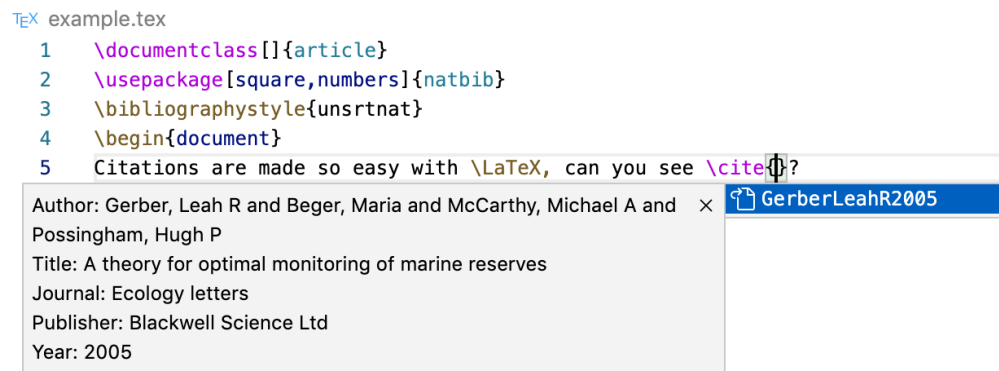 TEX example.tex
1 \documentclass[]{article}
2 \usepackage[square,numbers]{natbib}
3 \bibliographystyle{unsrtnat}
4 \begin{document}
5 Citations are made so easy with \LaTeX, can you see \cite{}?
Author: Gerber, Leah R and Beger, Maria and McCarthy, Michael A and
Possingham, Hugh P
Title: A theory for optimal monitoring of marine reserves
Journal: Ecology letters
Publisher: Blackwell Science Ltd
Year: 2005
GerberLeahR2005